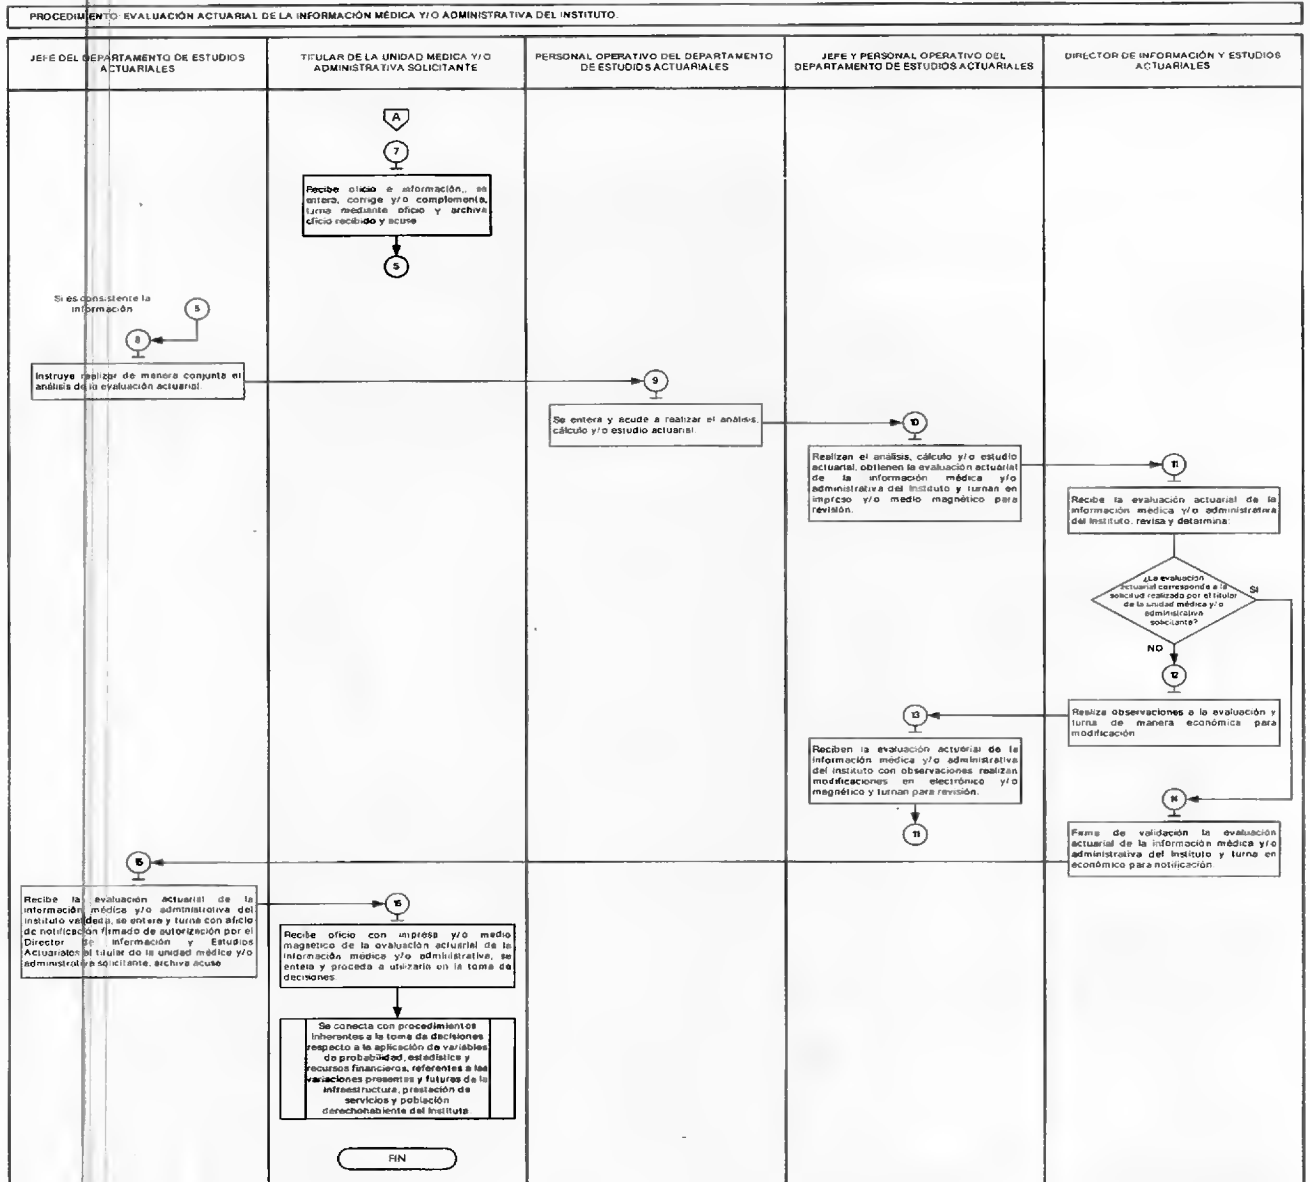 PROCEDIMIENTO: EVALUACIÓN ACTUARIAL DE LA INFORMACIÓN MÉDICA Y/O ADMINISTRATIVA DEL INSTITUTO.
JEFE DEL DEPARTAMENTO DE ESTUDIOS
ACTUARIALES
TITULAR DE LA UNIDAD MEDICA Y/O
ADMINISTRATIVA SOLICITANTE
PERSONAL OPERATIVO DEL DEPARTAMENTO
DE ESTUDIOS ACTUARIALES
JEFE Y PERSONAL OPERATIVO DEL
DEPARTAMENTO DE ESTUDIOS ACTUARIALES
DIRECTOR DE INFORMACIÓN Y ESTUDIOS
ACTUARIALES
A
7
Recibe oficio e información,, se
entera, corrige y/o complementa,
turna mediante oficio y archiva
oficio recibido y acuse
5
Si es consistente la
información
5
8
Instruye realizar de manera conjunta el
análisis de la evaluación actuarial.
9
Se entera y acude a realizar el análisis,
cálculo y/o estudio actuarial.
10
Realizan el análisis, cálculo y/o estudio
actuarial, obtienen la evaluación actuarial
de la información médica y/o
administrativa del Instituto y turnan en
impreso y/o medio magnético para
revisión.
11
Recibe la evaluación actuarial de la
información médica y/o administrativa
del Instituto, revisa y determina:
¿La evaluación
actuarial corresponde a la
solicitud realizada por el titular
de la unidad médica y/o
administrativa
solicitante?
SI
NO
12
Realiza observaciones a la evaluación y
turna de manera económica para
modificación
13
Reciben la evaluación actuarial de la
información médica y/o administrativa
del Instituto con observaciones realizan
modificaciones en electrónico y/o
magnético y turnan para revisión.
11
14
Firma de validación la evaluación
actuarial de la información médica y/o
administrativa del Instituto y turna en
económico para notificación
15
Recibe la evaluación actuarial de la
información médica y/o administrativa del
Instituto validada, se entera y turna con oficio
de notificación firmado de autorización por el
Director de Información y Estudios
Actuariales al titular de la unidad médica y/o
administrativa solicitante, archiva acuse
16
Recibe oficio con impresa y/o medio
magnético de la evaluación actuarial de la
información médica y/o administrativa, se
entera y procede a utilizarlo en la toma de
decisiones
Se conecta con procedimientos
inherentes a la toma de decisiones
respecto a la aplicación de variables
de probabilidad, estadística y
recursos financieros, referentes a las
variaciones presentes y futuras de la
infraestructura, prestación de
servicios y población
derechohabiente del Instituto
FIN